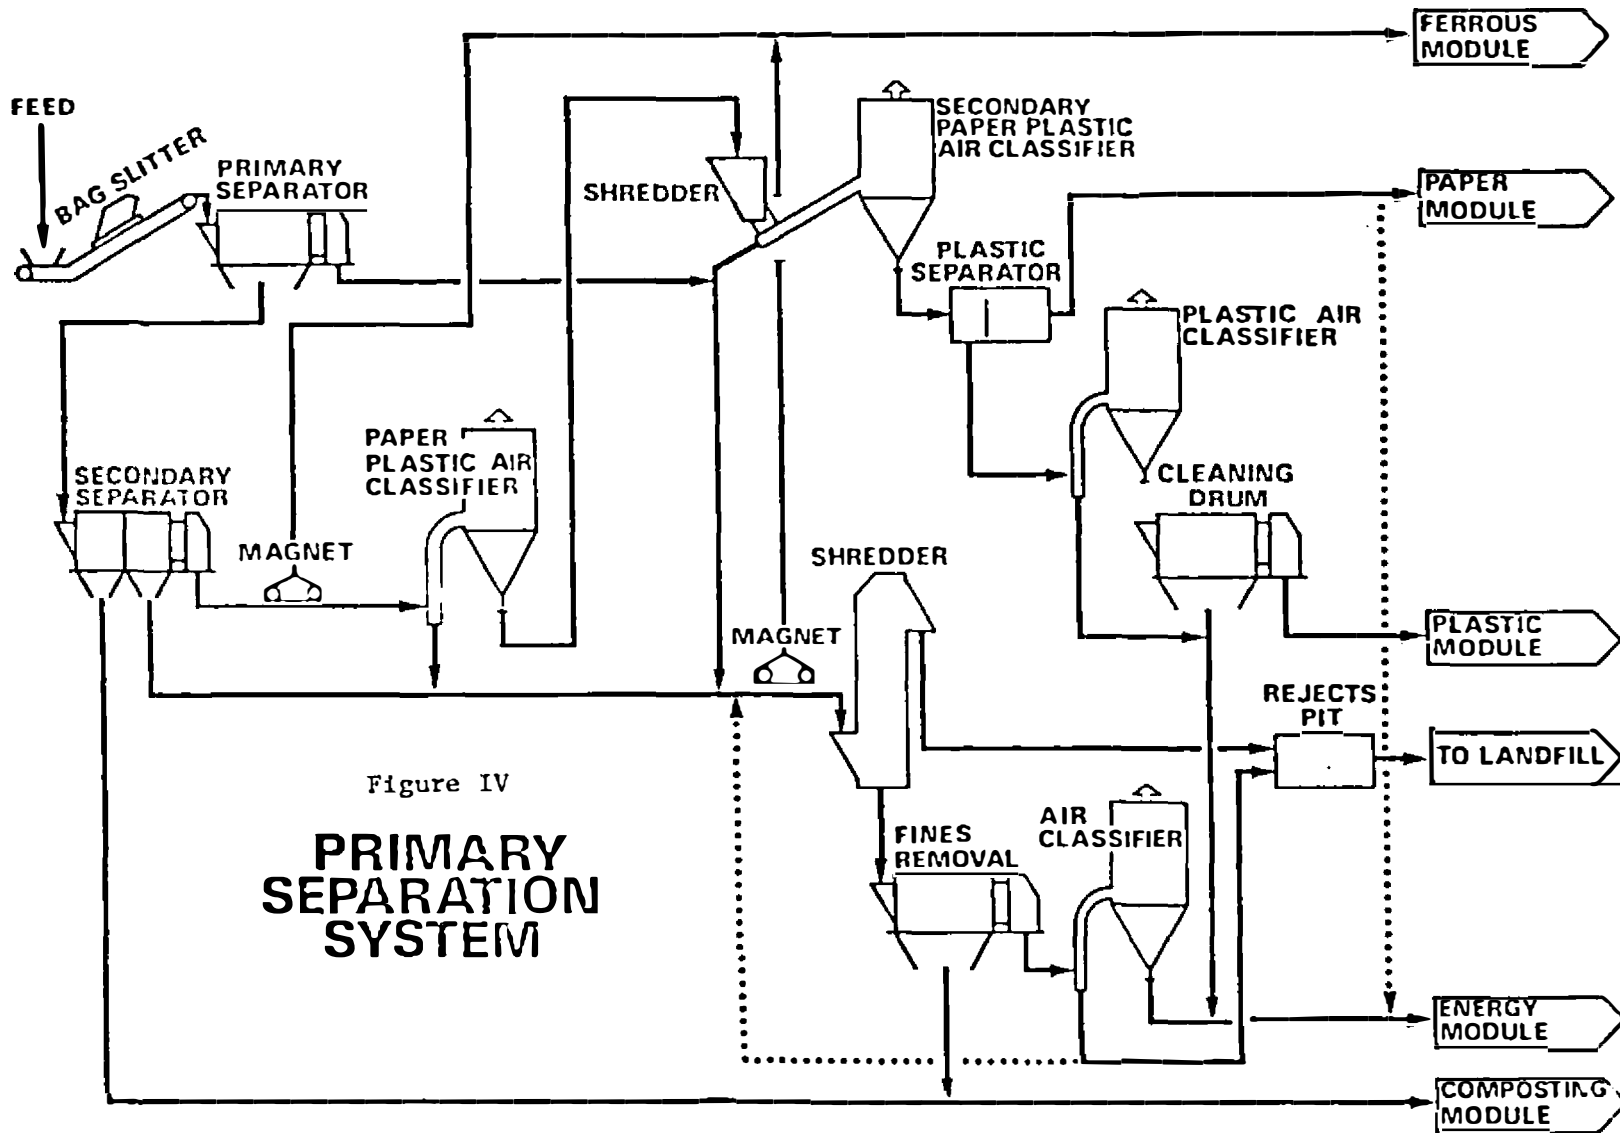 FERROUS
MODULE
FEED
BAG SLITTER
PRIMARY
SEPARATOR
SHREDDER
SECONDARY
PAPER PLASTIC
AIR CLASSIFIER
PAPER
MODULE
PLASTIC
SEPARATOR
PLASTIC AIR
CLASSIFIER
PAPER
PLASTIC AIR
CLASSIFIER
SECONDARY
SEPARATOR
MAGNET
CLEANING
DRUM
SHREDDER
MAGNET
PLASTIC
MODULE
REJECTS
PIT
TO LANDFILL
Figure IV
PRIMARY
SEPARATION
SYSTEM
FINES
REMOVAL
AIR
CLASSIFIER
ENERGY
MODULE
COMPOSTING
MODULE